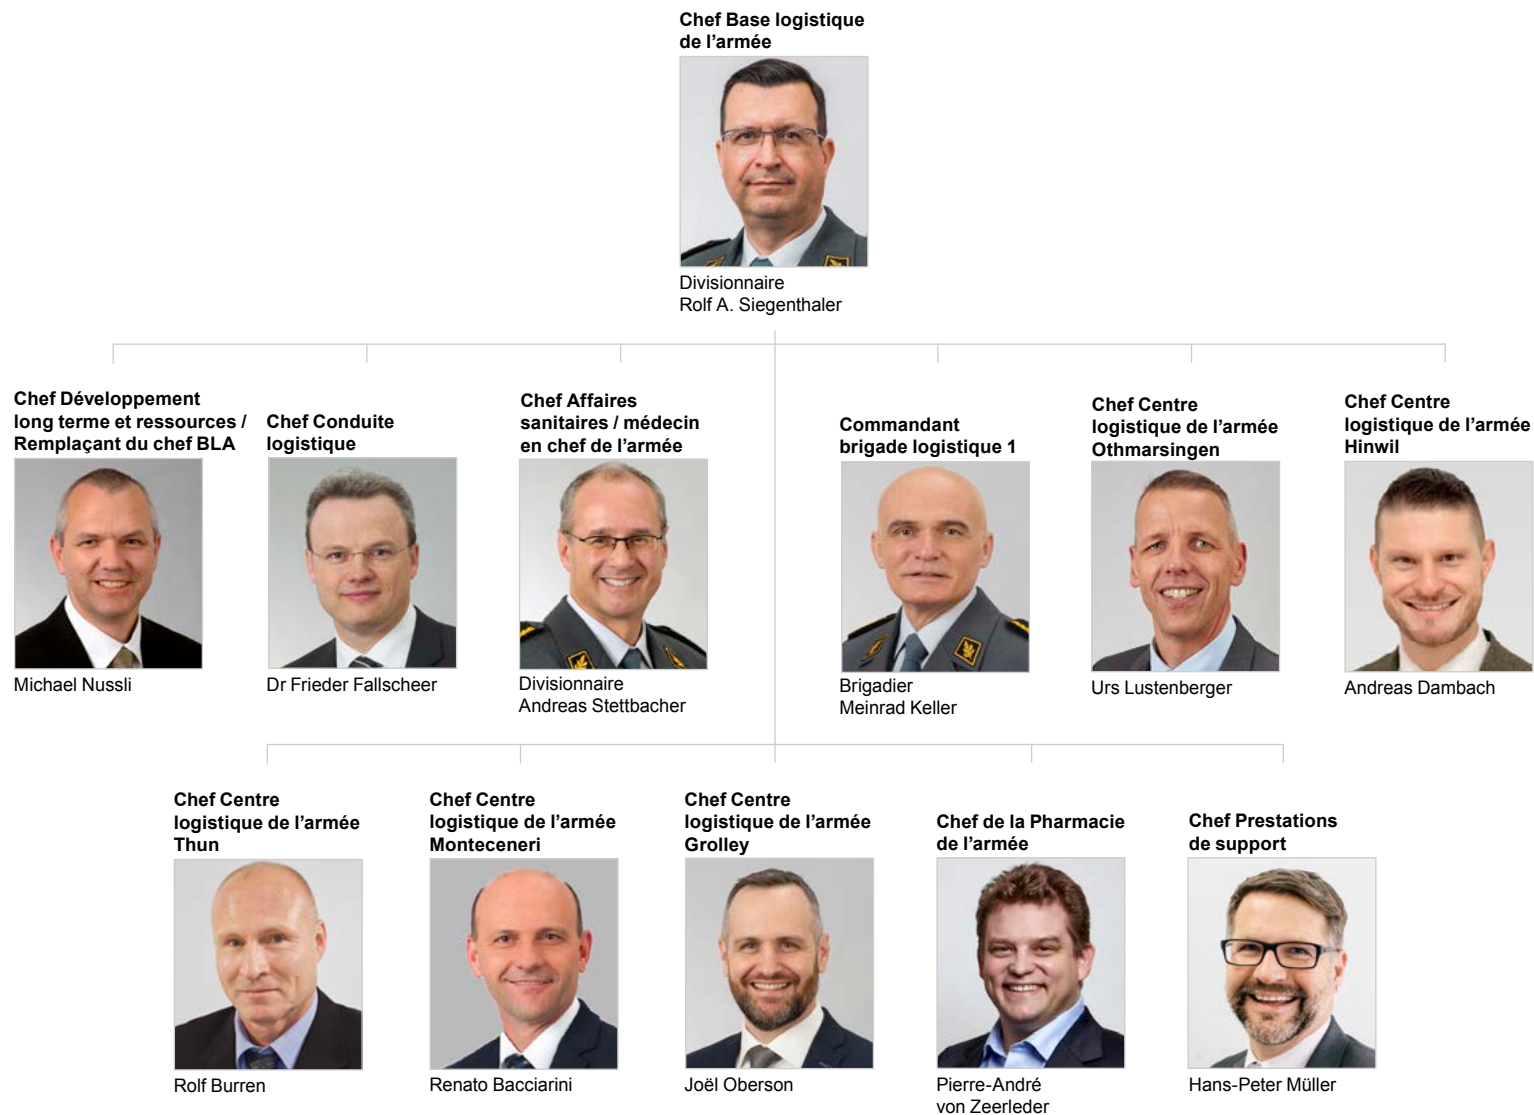 Chef Base logistique
de l’armée
Divisionnaire
Rolf A. Siegenthaler
Chef Développement
long terme et ressources /
Remplaçant du chef BLA
Michael Nussli
Chef Conduite
logistique
Dr Frieder Fallscheer
Chef Affaires
sanitaires / médecin
en chef de l’armée
Divisionnaire
Andreas Stettbacher
Commandant
brigade logistique 1
Brigadier
Meinrad Keller
Chef Centre
logistique de l’armée
Othmarsingen
Urs Lustenberger
Chef Centre
logistique de l’armée
Hinwil
Andreas Dambach
Chef Centre
logistique de l’armée
Thun
Rolf Burren
Chef Centre
logistique de l’armée
Monteceneri
Renato Bacciarini
Chef Centre
logistique de l’armée
Grolley
Joël Oberson
Chef de la Pharmacie
de l’armée
Pierre-André
von Zeerleder
Chef Prestations
de support
Hans-Peter Müller